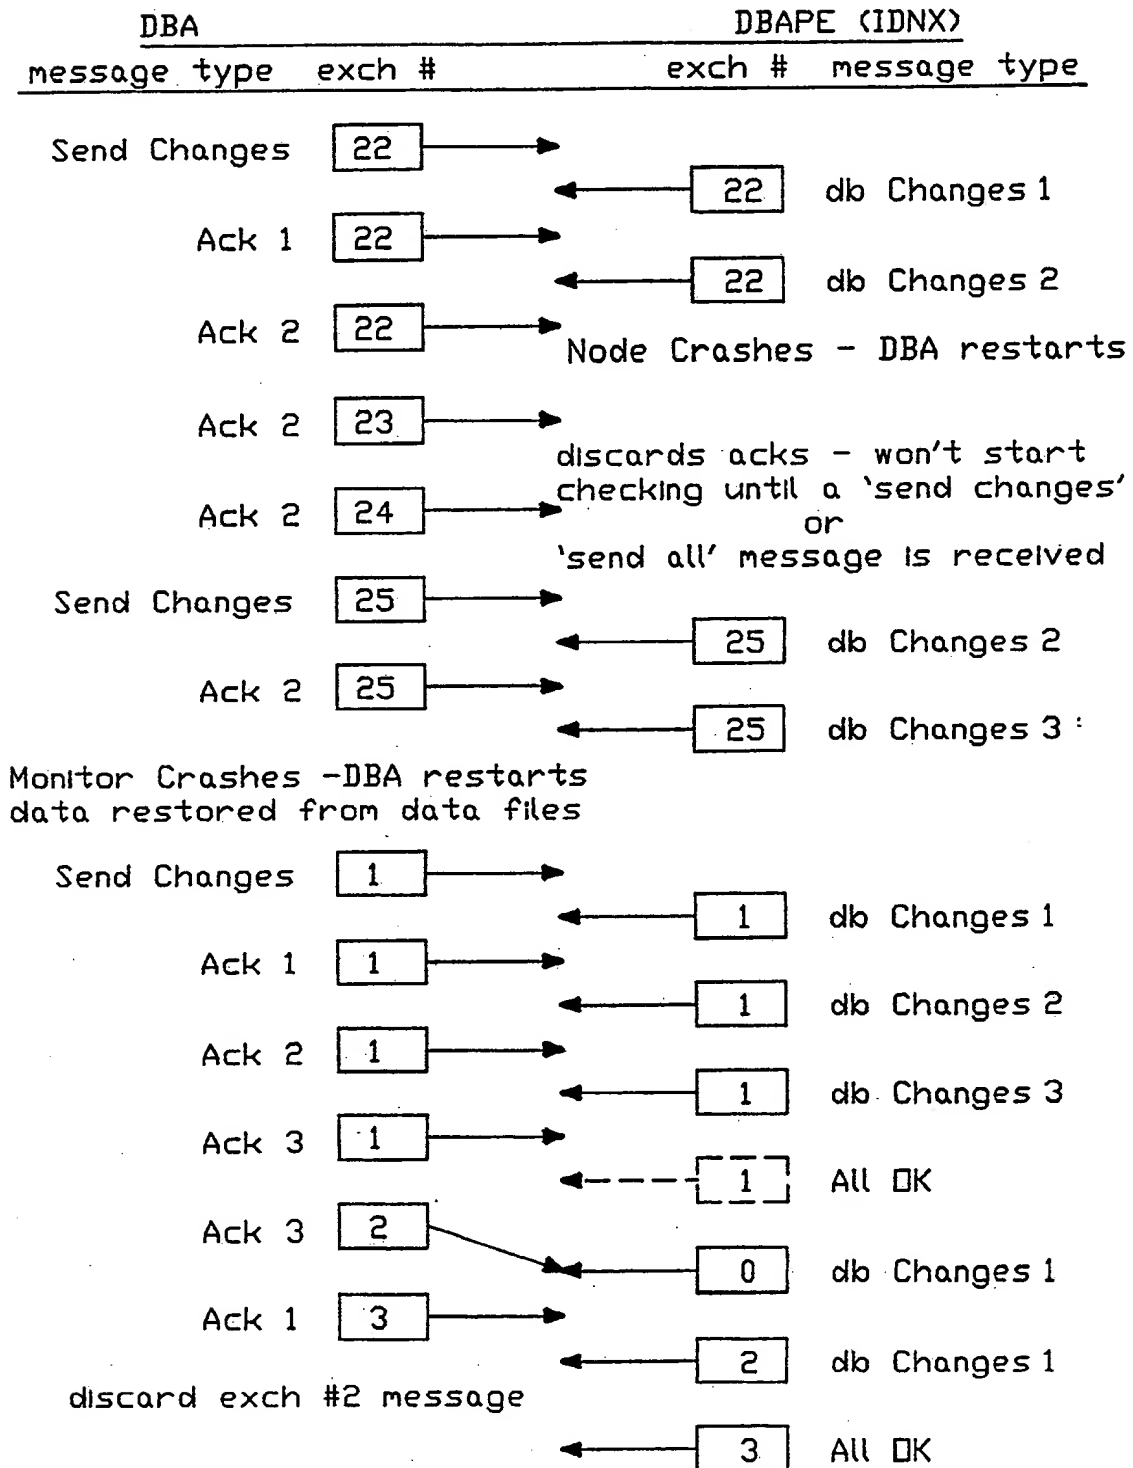 DBA DBAPE (IDNX)
message type exch # exch # message type
Send Changes 22
22 db Changes 1
Ack 1 22
22 db Changes 2
Ack 2 22
Node Crashes - DBA restarts
Ack 2 23
discards acks - won't start
checking until a 'send changes'
Ack 2 24
or
'send all' message is received
Send Changes 25
25 db Changes 2
Ack 2 25
25 db Changes 3
Monitor Crashes -DBA restarts
data restored from data files
Send Changes 1
1 db Changes 1
Ack 1 1
1 db Changes 2
Ack 2 1
1 db Changes 3
Ack 3 1
1 All OK
Ack 3 2
0 db Changes 1
Ack 1 3
2 db Changes 1
discard exch #2 message
3 All OK